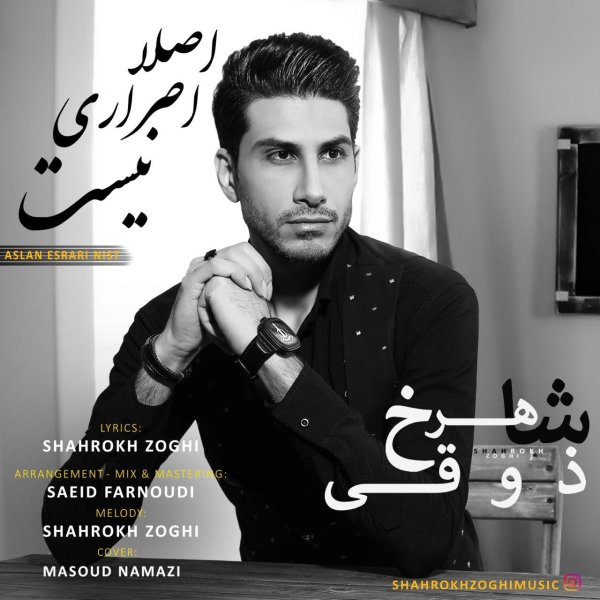 اصلا
اصراری
نیست
ASLAN ESRARI NIST
LYRICS:
SHAHROKH ZOGHI
ARRANGEMENT - MIX & MASTERING:
SAEID FARNOUDI
MELODY:
SHAHROKH ZOGHI
COVER:
MASOUD NAMAZI
شاهرخ
SHAHROKH
ZOGHI
ذوقی
SHAHROKHZOGHIMUSIC